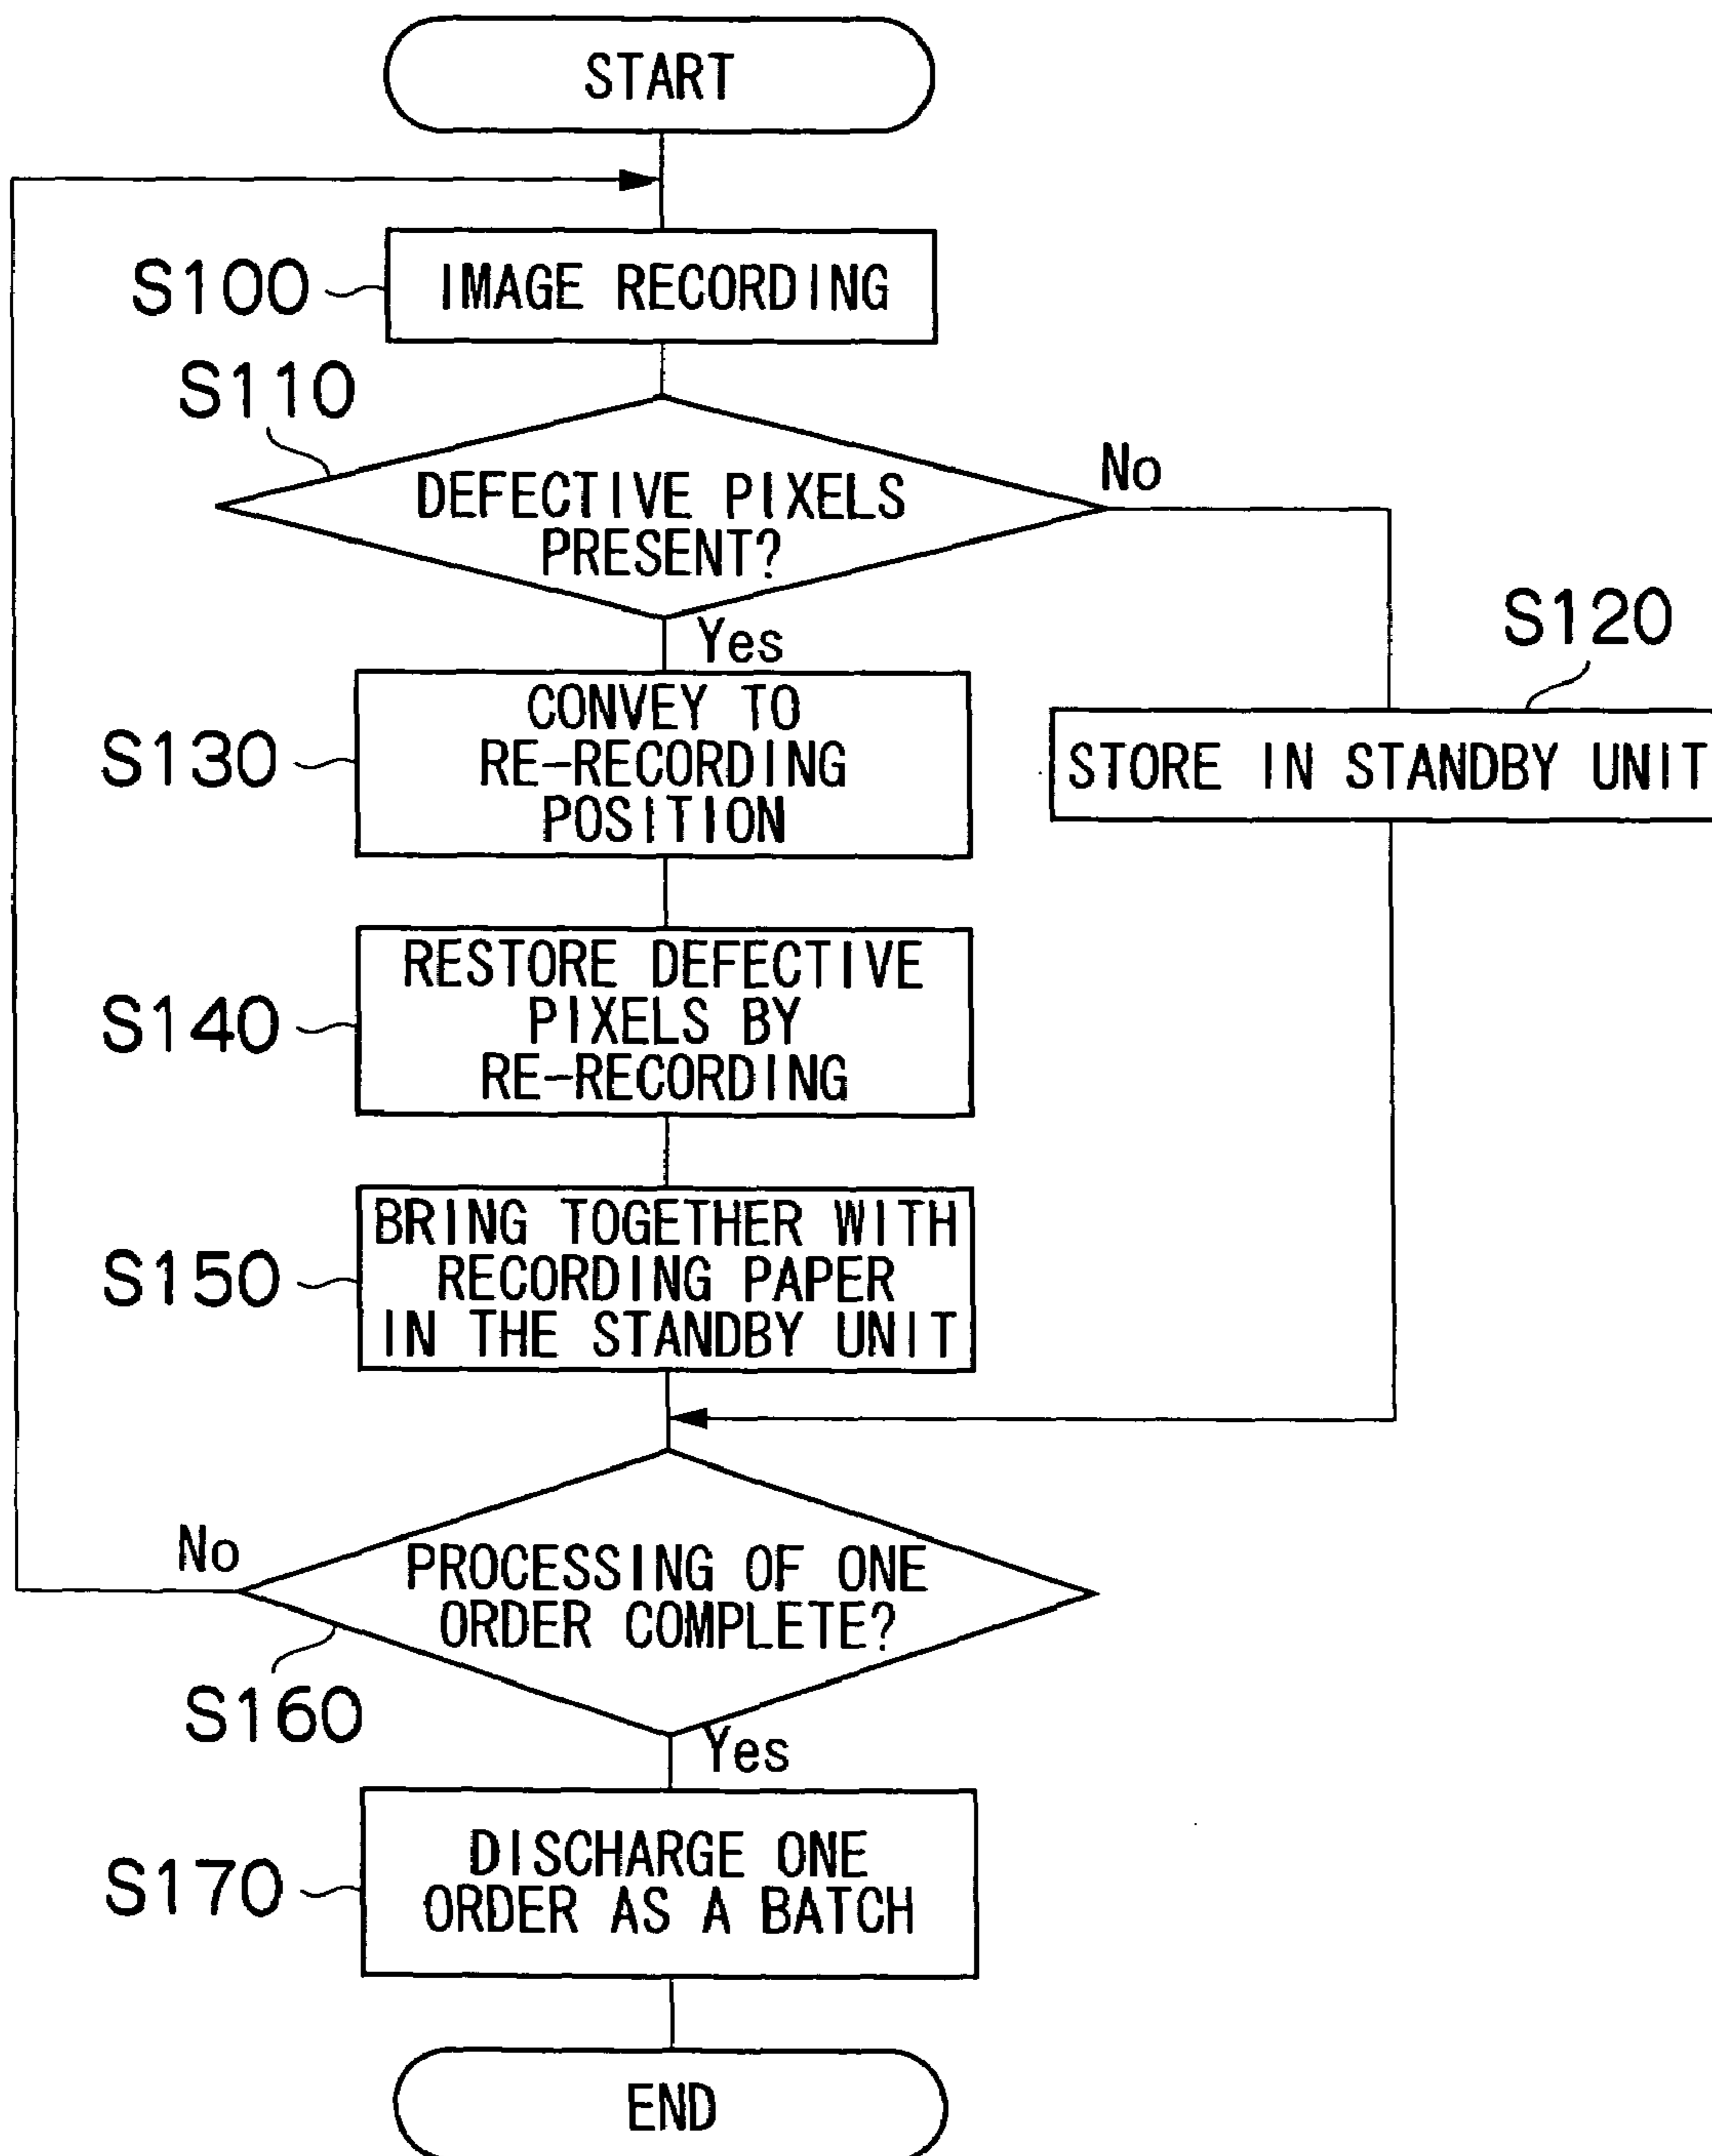 START
S100
IMAGE RECORDING
S110
DEFECTIVE PIXELS
PRESENT?
No
Yes
S120
STORE IN STANDBY UNIT
S130
CONVEY TO
RE-RECORDING
POSITION
S140
RESTORE DEFECTIVE
PIXELS BY
RE-RECORDING
S150
BRING TOGETHER WITH
RECORDING PAPER
IN THE STANDBY UNIT
No
PROCESSING OF ONE
ORDER COMPLETE?
S160
Yes
S170
DISCHARGE ONE
ORDER AS A BATCH
END